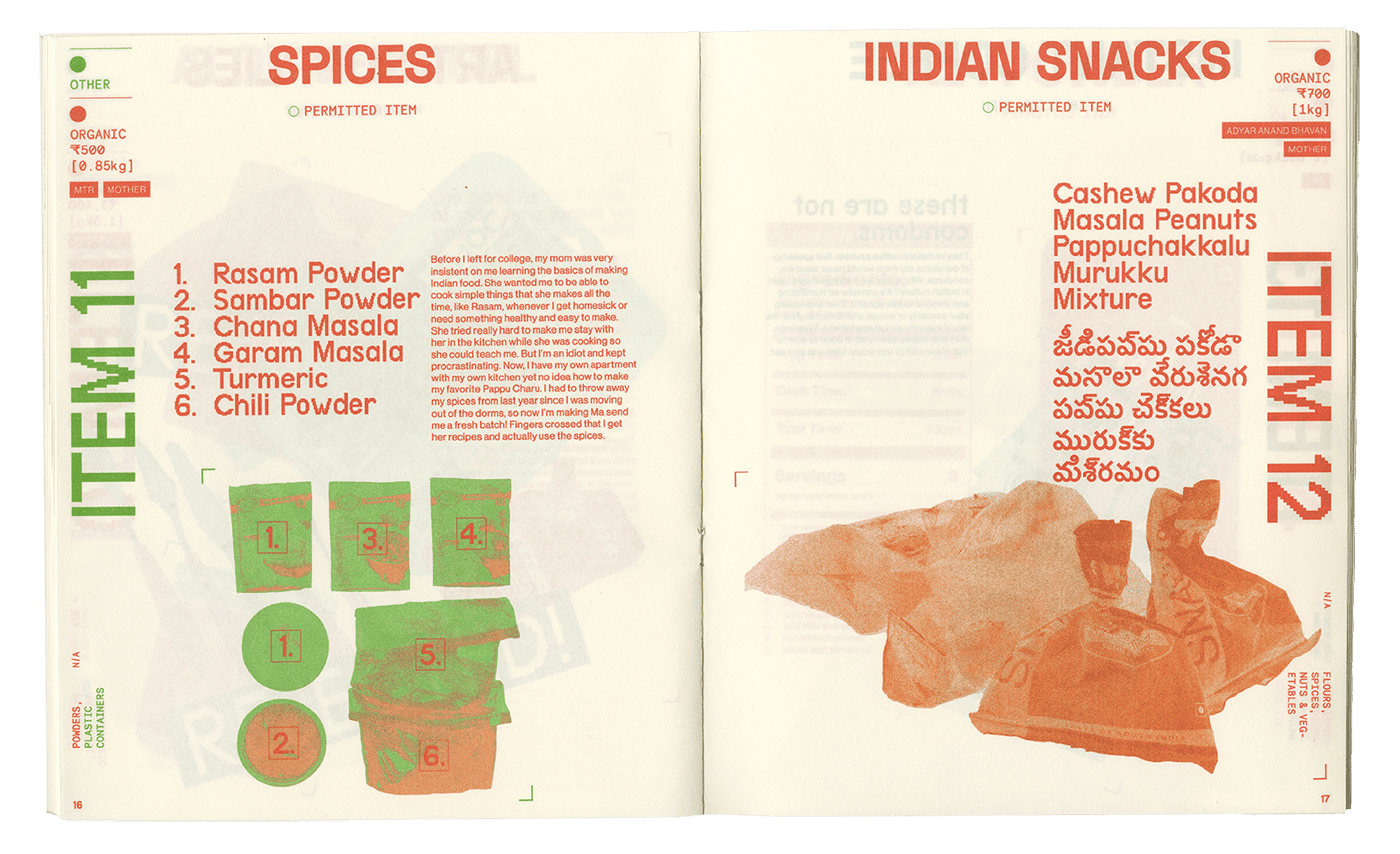 OTHER
ORGANIC
₹500
[0.85kg]
MTR MOTHER
ITEM 11
SPICES
PERMITTED ITEM
1. Rasam Powder
2. Sambar Powder
3. Chana Masala
4. Garam Masala
5. Turmeric
6. Chili Powder
Before I left for college, my mom was very
insistent on me learning the basics of making
Indian food. She wanted me to be able to
cook simple things that she makes all the
time, like Rasam, whenever I get homesick or
need something healthy and easy to make.
She tried really hard to make me stay with
her in the kitchen while she was cooking so
she could teach me. But I'm an idiot and kept
procrastinating. Now, I have my own apartment
with my own kitchen yet no idea how to make
my favorite Pappu Charu. I had to throw away
my spices from last year since I was moving
out of the dorms, so now I'm making Ma send
me a fresh batch! Fingers crossed that I get
her recipes and actually use the spices.
1.
3.
4.
1.
5.
2.
6.
N/A
POWDERS,
PLASTIC
CONTAINERS
16
INDIAN SNACKS
PERMITTED ITEM
ORGANIC
₹700
[1kg]
ADYAR ANAND BHAVAN
MOTHER
ITEM 12
Cashew Pakoda
Masala Peanuts
Pappuchakkalu
Murukku
Mixture
జీడిపప్పు పకోడా
మసాలా వేరుశెనగ
పప్పు చెక్కలు
మురుక్కు
మిశ్రమం
N/A
FLOURS,
SPICES,
NUTS & VEG-
ETABLES
17